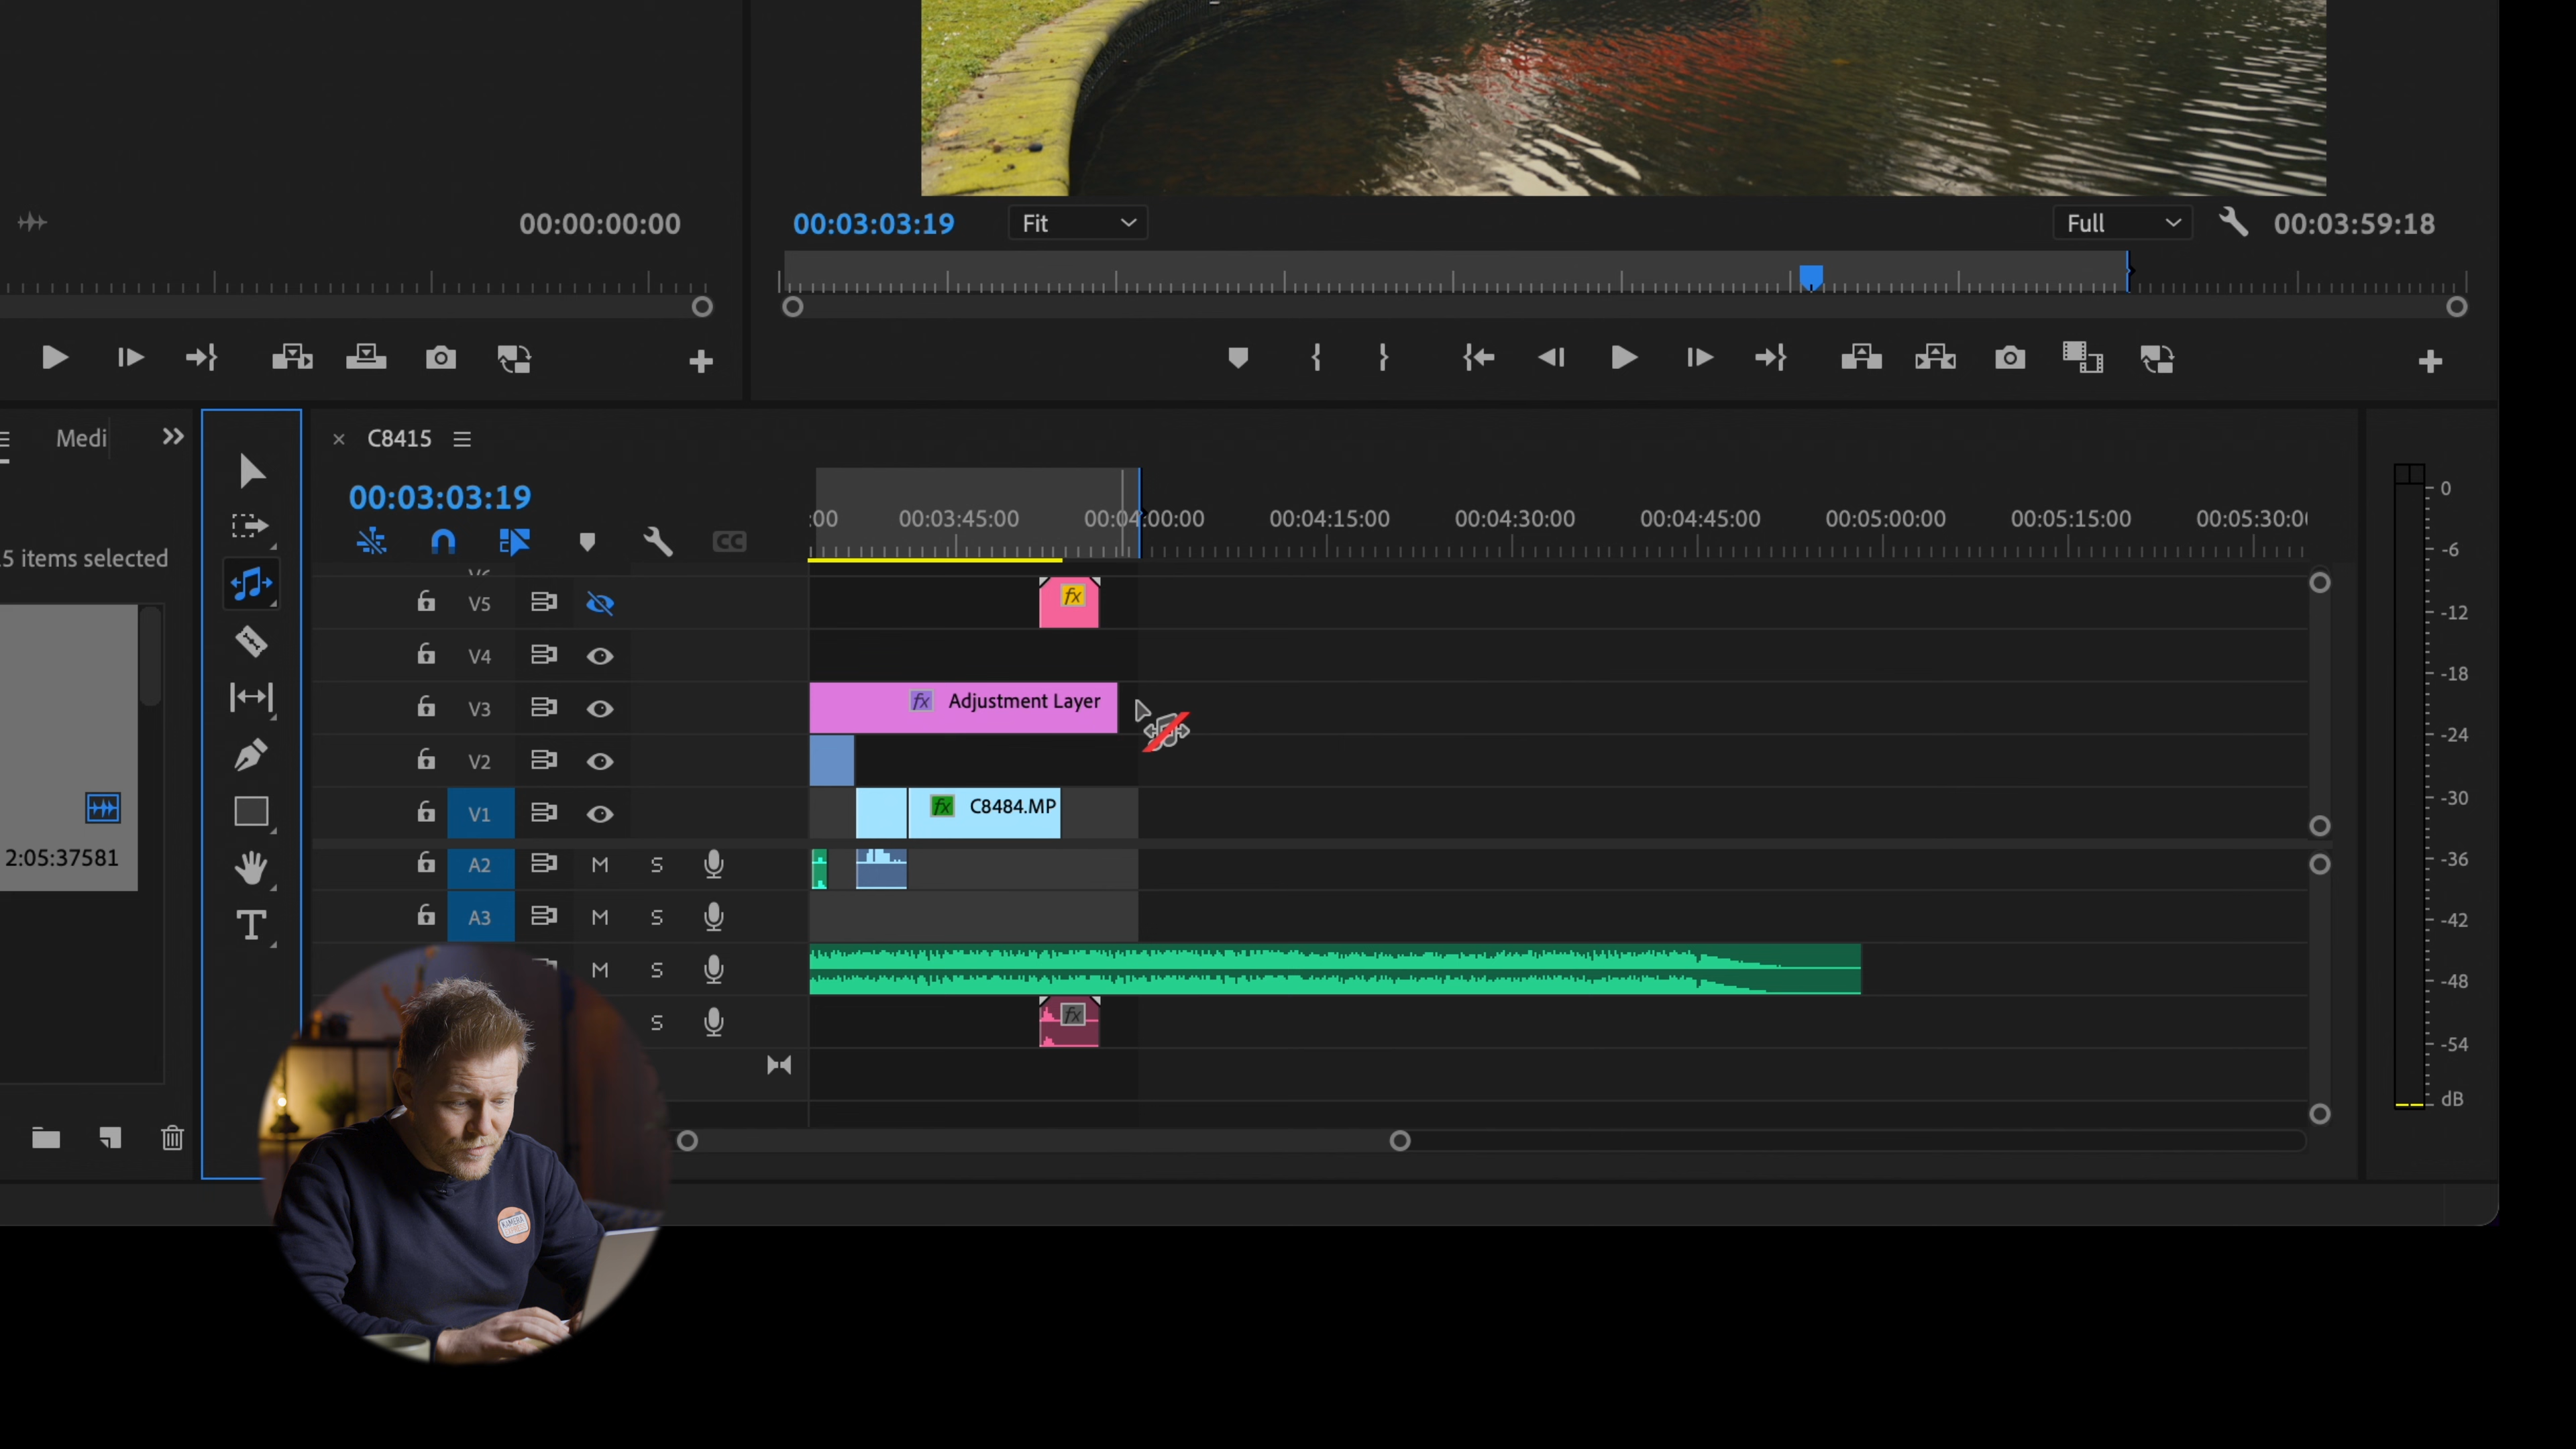 00:00:00:00
00:03:03:19
Fit
Full
00:03:59:18
Medi
C8415
00:03:03:19
5 items selected
:00
00:03:45:00
00:04:00:00
00:04:15:00
00:04:30:00
00:04:45:00
00:05:00:00
00:05:15:00
00:05:30:00
CC
V5
fx
V4
V3
fx Adjustment Layer
V2
V1
fx C8484.MP
A2 M S
A3 M S
M S
S
fx
2:05:37581
T
0
-6
-12
-18
-24
-30
-36
-42
-48
-54
dB